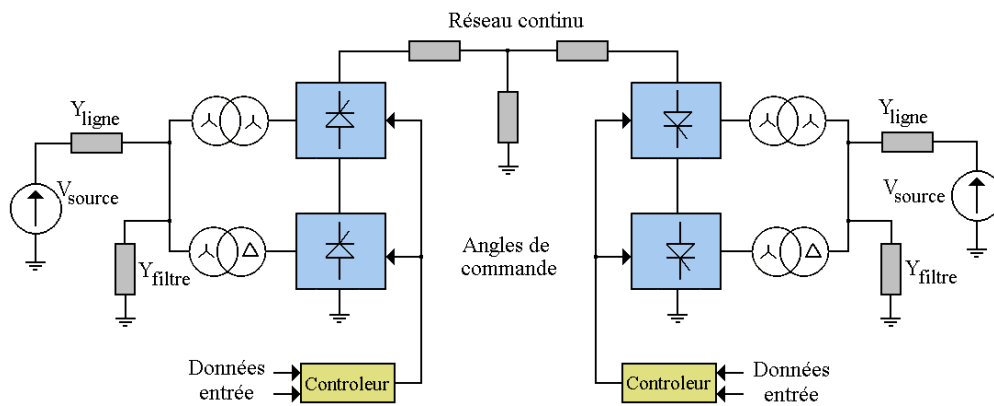 Réseau continu
Yligne
Vsource
Yfiltre
Angles de
commande
Yligne
Vsource
Yfiltre
Données
entrée
Controleur
Controleur
Données
entrée